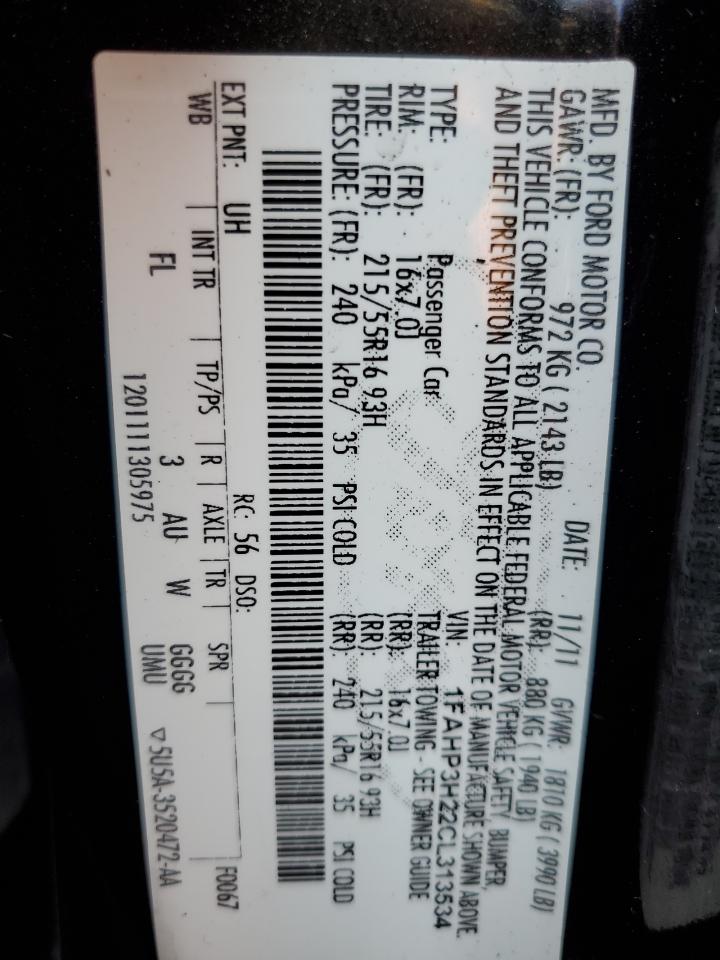 MFD. BY FORD MOTOR CO. DATE: 11/11 GVWR: 1810 KG ( 3990 LB)
GAWR: (FR): 972 KG ( 2143 LB) (RR): 880 KG ( 1940 LB)
THIS VEHICLE CONFORMS TO ALL APPLICABLE FEDERAL MOTOR VEHICLE SAFETY, BUMPER,
AND THEFT PREVENTION STANDARDS IN EFFECT ON THE DATE OF MANUFACTURE SHOWN ABOVE.
VIN: 1FAHP3H22CL313534
TYPE: Passenger Car TRAILER TOWING - SEE OWNER GUIDE
RIM: (FR): 16x7.0J (RR): 16x7.0J
TIRE: (FR): 215/55R16 93H (RR): 215/55R16 93H
PRESSURE: (FR): 240 kPa/ 35 PSI COLD (RR): 240 kPa/ 35 PSI COLD
F0067
EXT PNT: UH RC: 56 DSO:
WB INT TR TP/PS R AXLE TR SPR
FL 3 AU W GGGG
UMU
1201111305975 ▽5U5A-3520472-AA